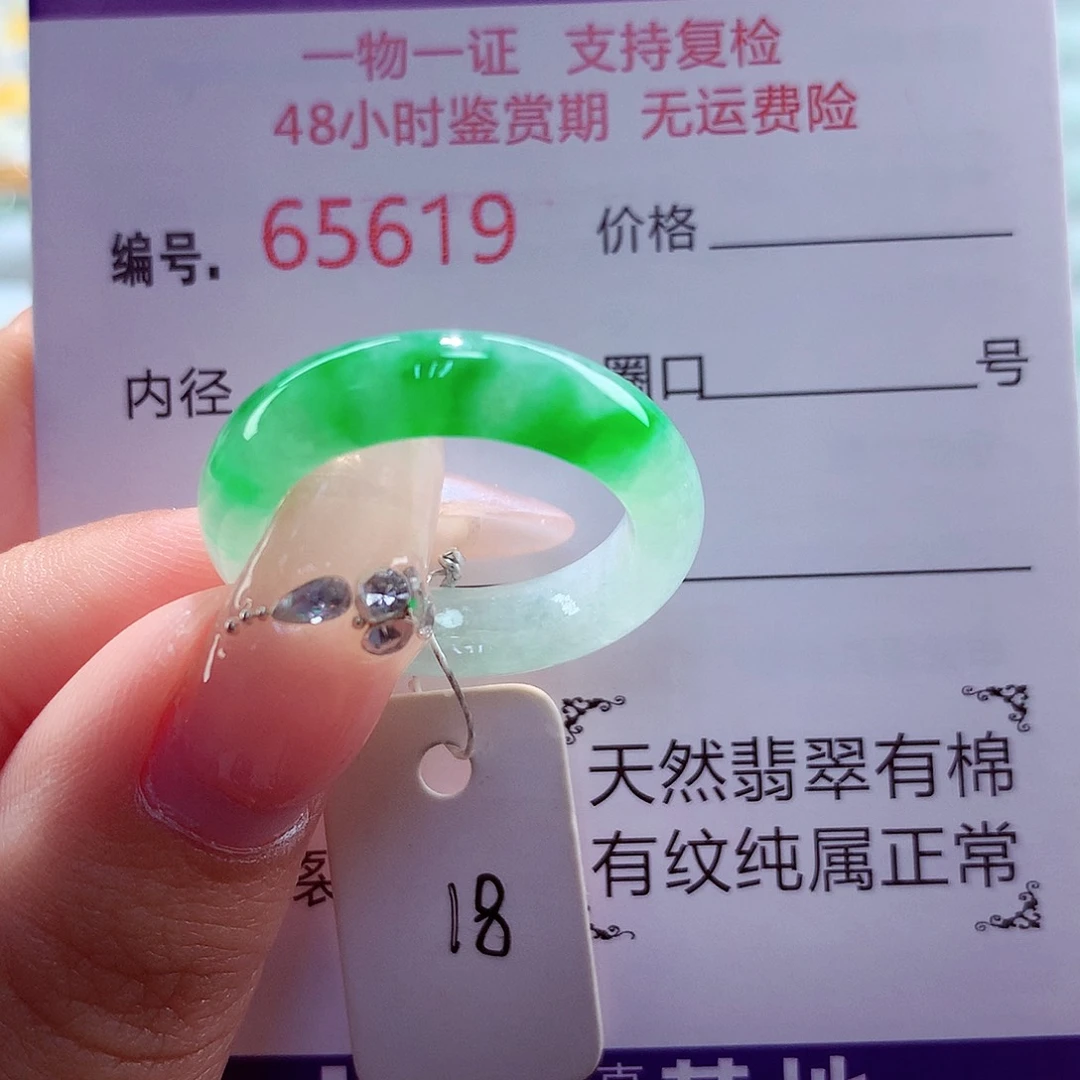 一物一证 支持复检
48小时鉴赏期 无运费险
编号. 65619 价格
内径 圈口 号
天然翡翠有棉
有纹纯属正常
裂
18